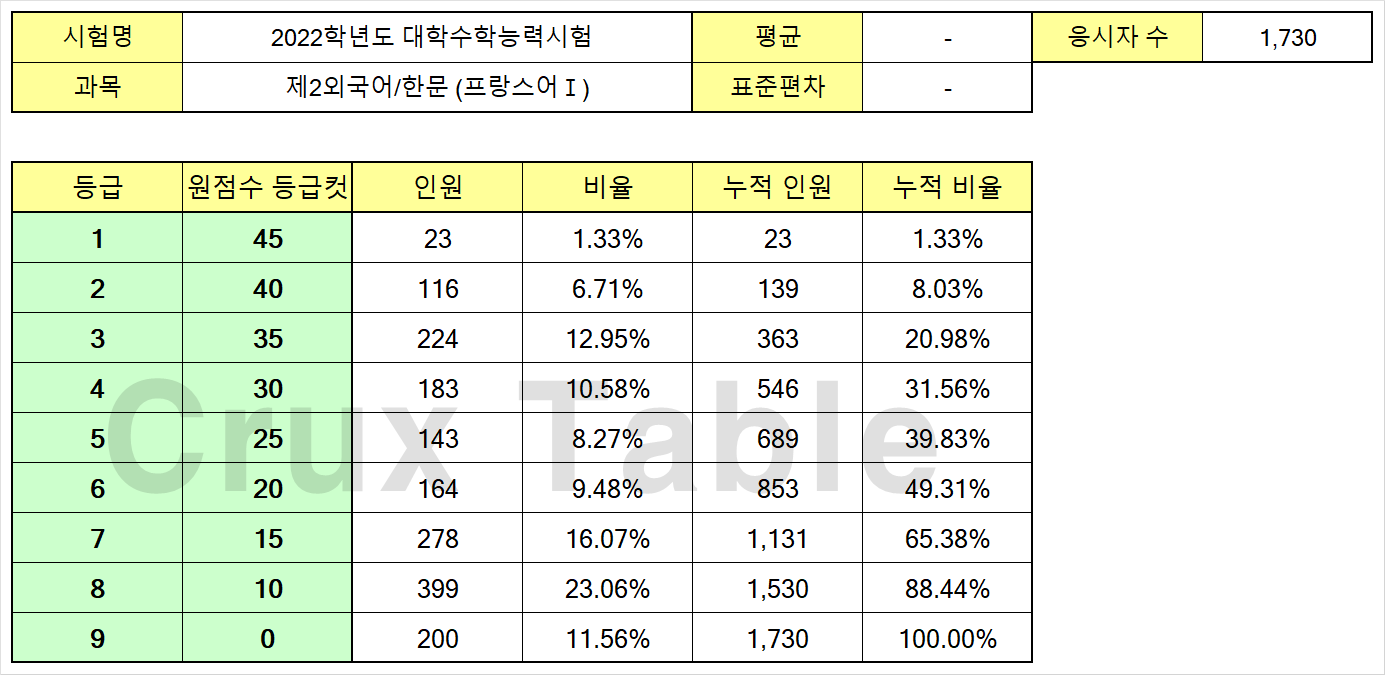 시험명 2022학년도 대학수학능력시험 평균 - 응시자 수 1,730
과목 제2외국어/한문 (프랑스어Ⅰ) 표준편차 -
등급 원점수 등급컷 인원 비율 누적 인원 누적 비율
1 45 23 1.33% 23 1.33%
2 40 116 6.71% 139 8.03%
3 35 224 12.95% 363 20.98%
4 30 183 10.58% 546 31.56%
5 25 143 8.27% 689 39.83%
6 20 164 9.48% 853 49.31%
7 15 278 16.07% 1,131 65.38%
8 10 399 23.06% 1,530 88.44%
9 0 200 11.56% 1,730 100.00%
Crux Table